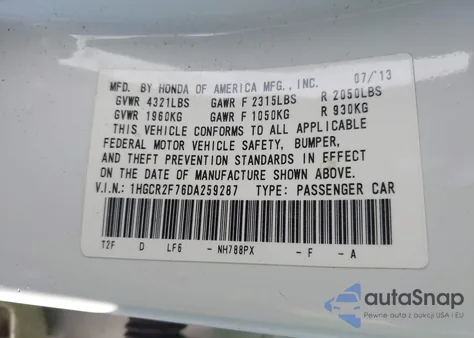 MFD. BY HONDA OF AMERICA MFG., INC. 07/13
GVWR 4321LBS GAWR F 2315LBS R 2050LBS
GVWR 1960KG GAWR F 1050KG R 930KG
THIS VEHICLE CONFORMS TO ALL APPLICABLE
FEDERAL MOTOR VEHICLE SAFETY, BUMPER,
AND THEFT PREVENTION STANDARDS IN EFFECT
ON THE DATE OF MANUFACTURE SHOWN ABOVE.
V.I.N.: 1HGCR2F76DA259287 TYPE: PASSENGER CAR
T2F D LF6 -NH788PX -F -A
autoSnap
Pewne auta z aukcji USA i EU